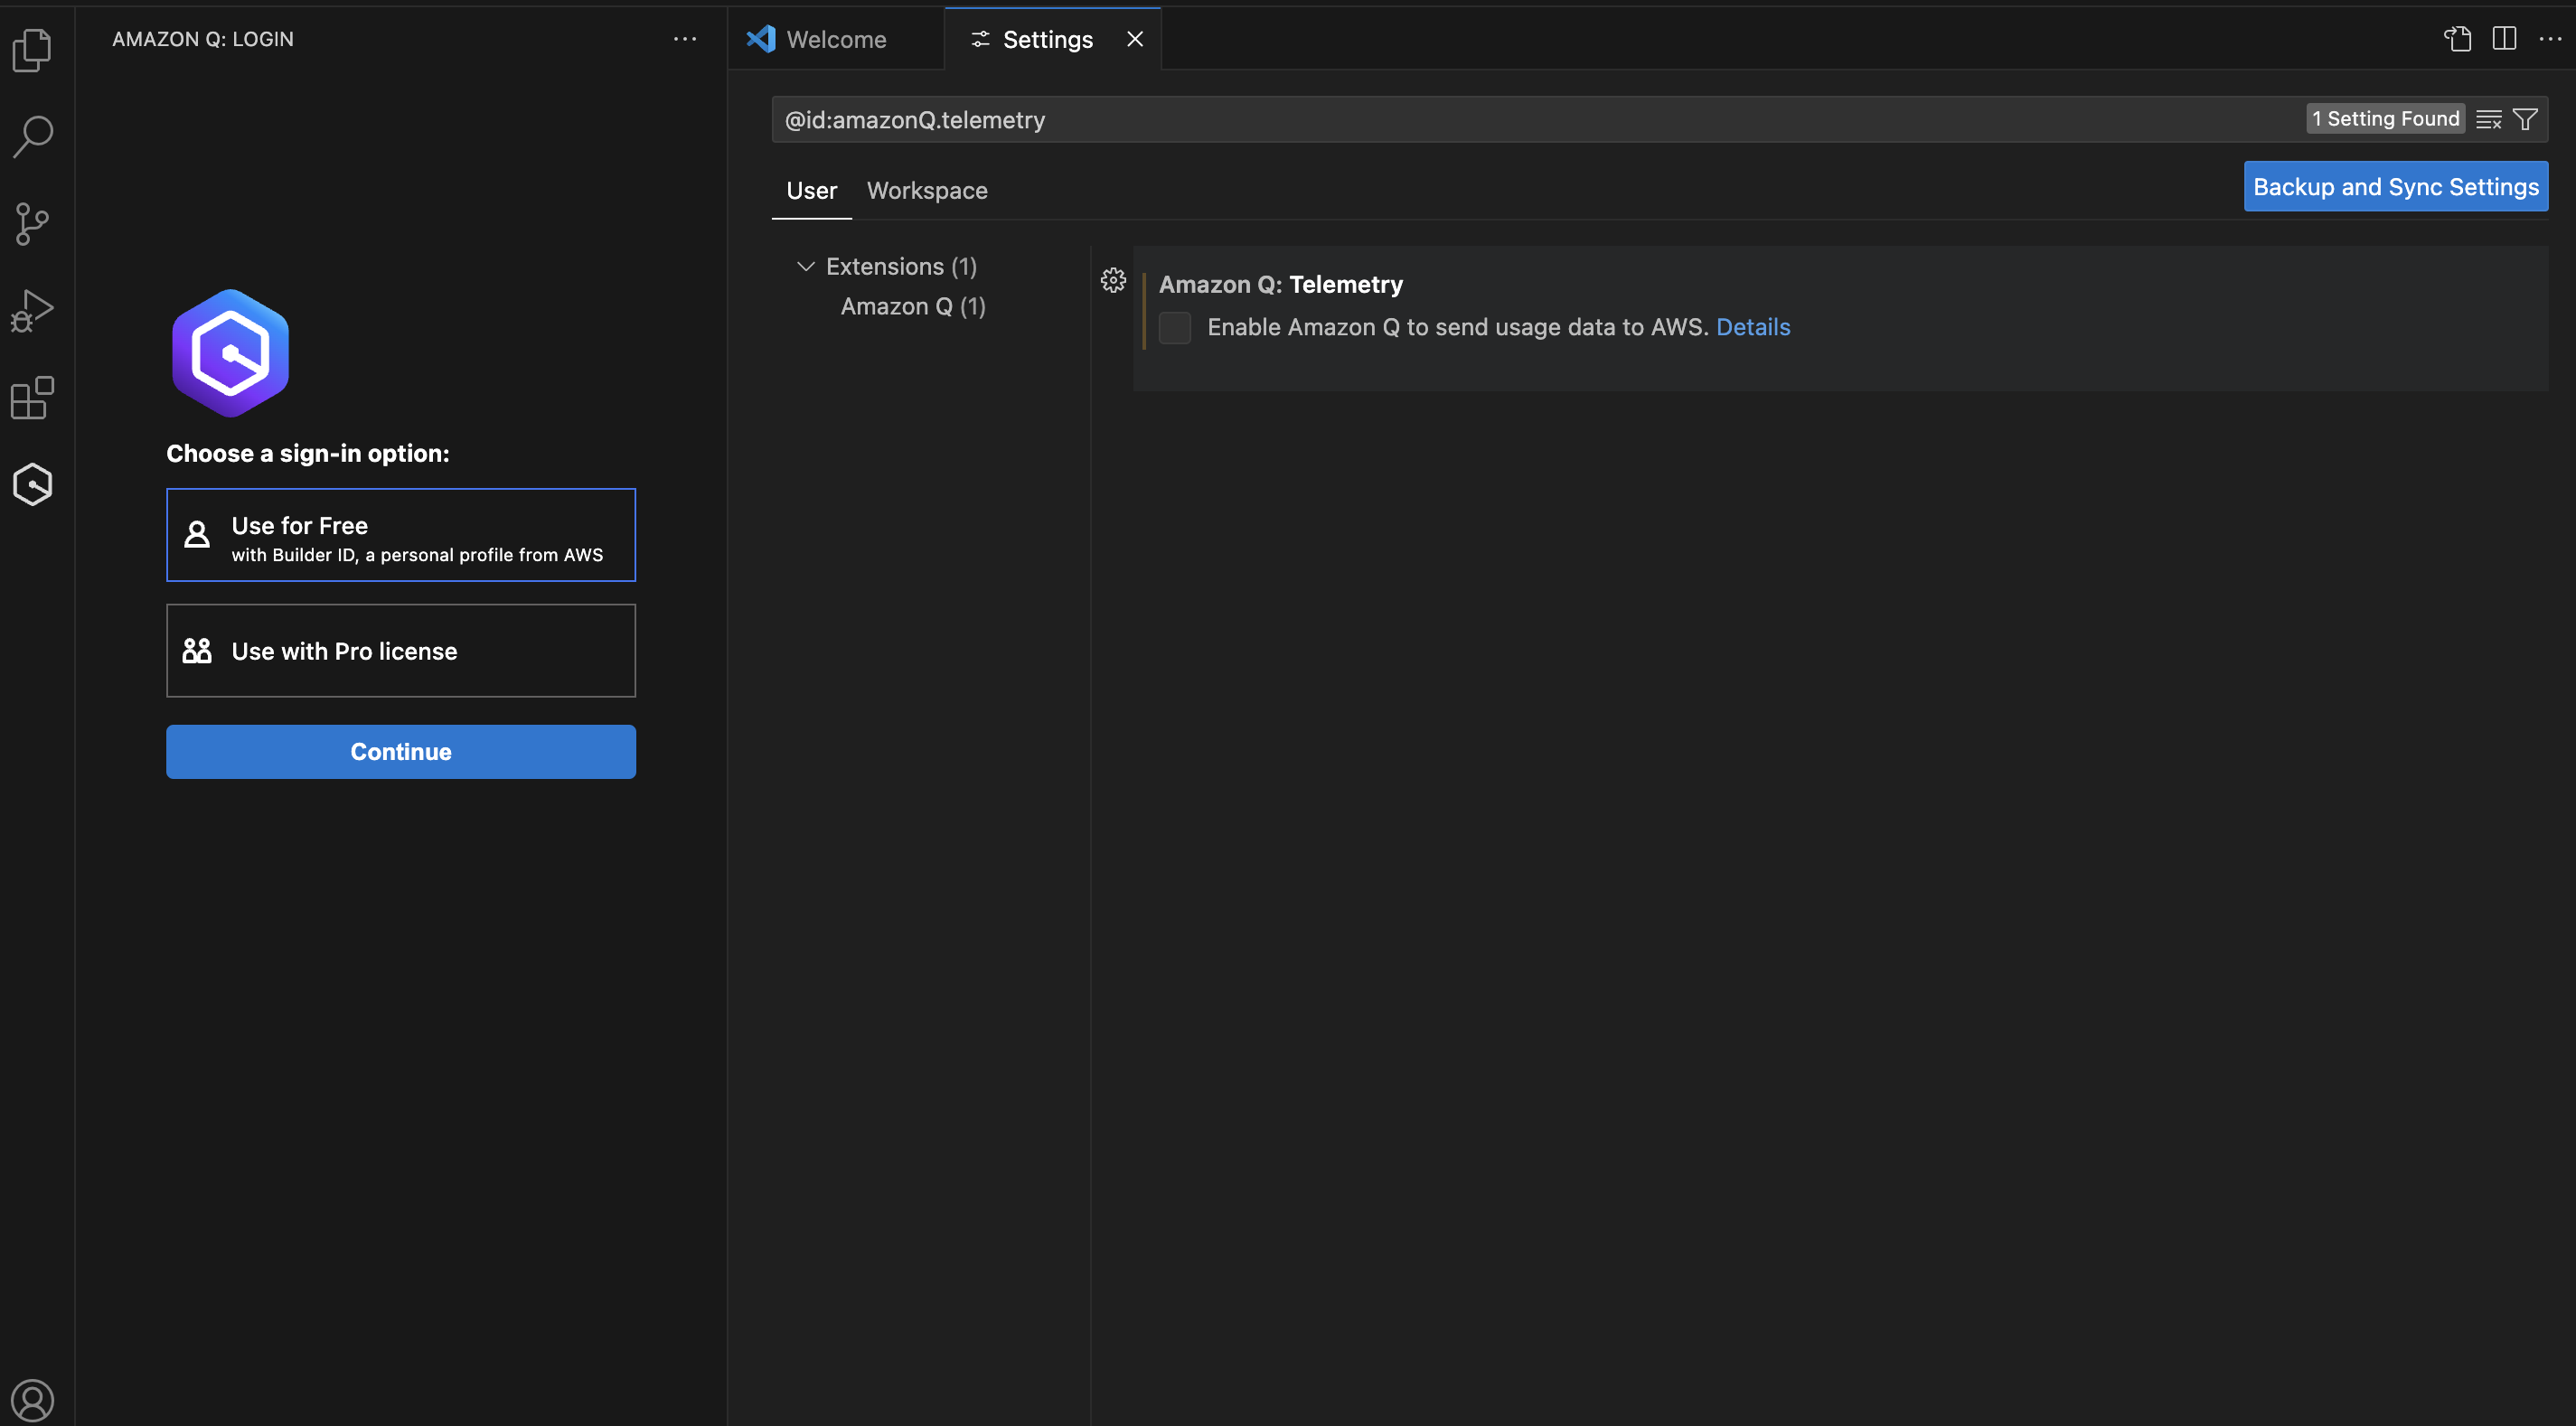 AMAZON Q: LOGIN
Welcome
Settings
@id:amazonQ.telemetry
1 Setting Found
User
Workspace
Backup and Sync Settings
Extensions (1)
Amazon Q (1)
Amazon Q: Telemetry
Enable Amazon Q to send usage data to AWS. Details
Choose a sign-in option:
Use for Free
with Builder ID, a personal profile from AWS
Use with Pro license
Continue